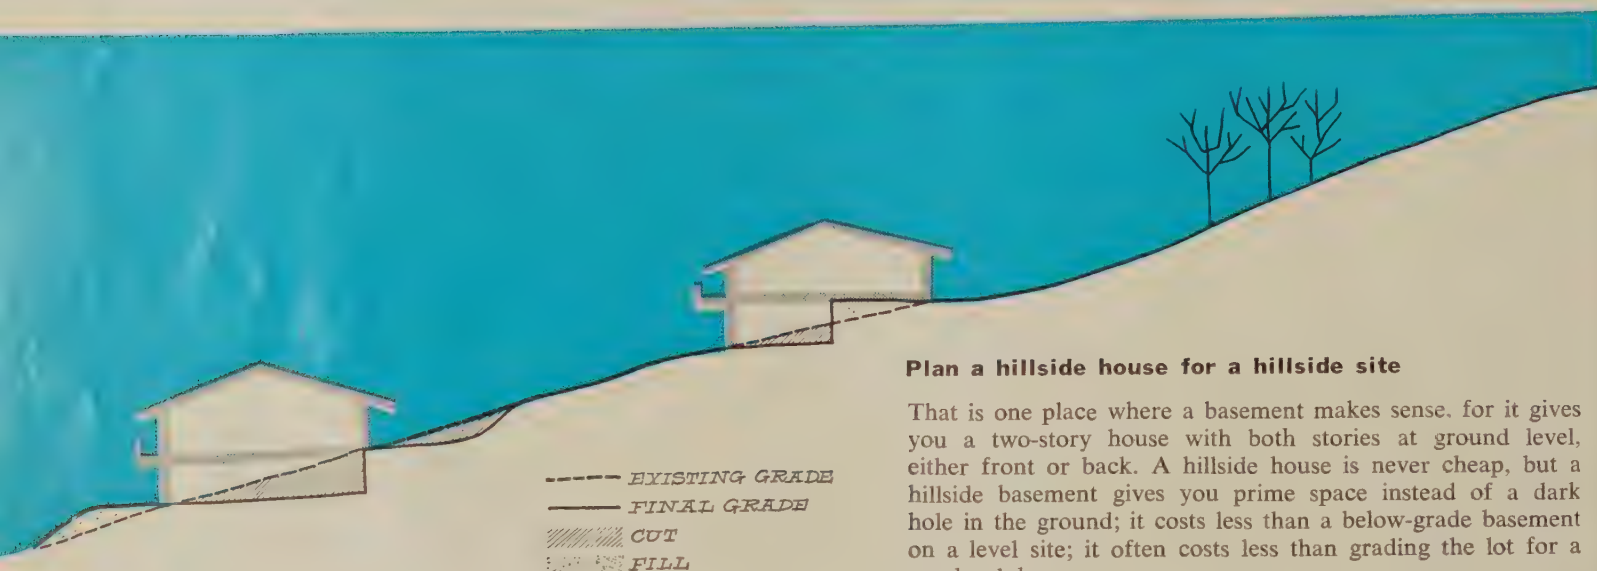 EXISTING GRADE
FINAL GRADE
CUT
FILL
Plan a hillside house for a hillside site
That is one place where a basement makes sense. for it gives
you a two-story house with both stories at ground level,
either front or back. A hillside house is never cheap, but a
hillside basement gives you prime space instead of a dark
hole in the ground; it costs less than a below-grade basement
on a level site; it often costs less than grading the lot for a